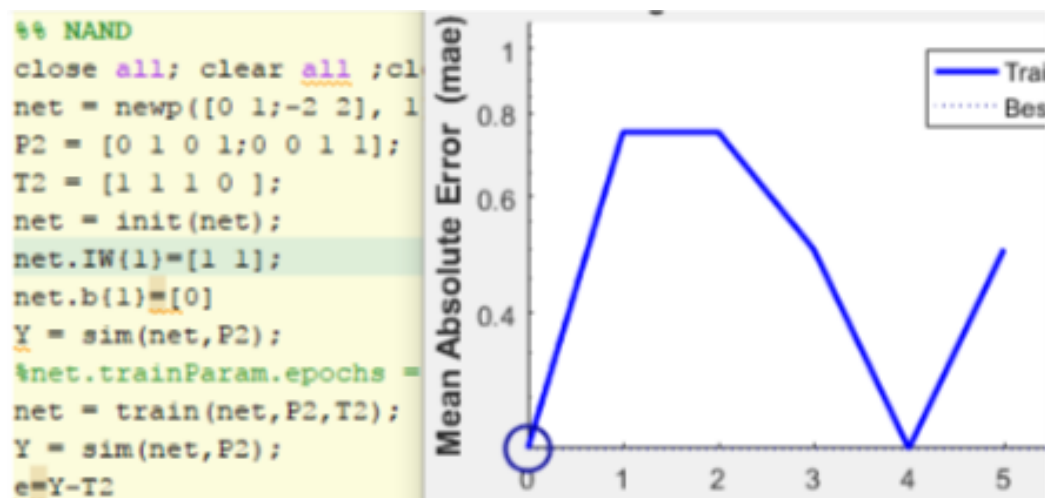 %% NAND
close all; clear all ;cl
net = newp([0 1;-2 2], 1
P2 = [0 1 0 1;0 0 1 1];
T2 = [1 1 1 0 ];
net = init(net);
net.IW{1}=[1 1];
net.b{1}=[0]
Y = sim(net,P2);
%net.trainParam.epochs =
net = train(net,P2,T2);
Y = sim(net,P2);
e=Y-T2
Mean Absolute Error (mae)
1
0.8
0.6
0.4
0 1 2 3 4 5
Trai
Bes